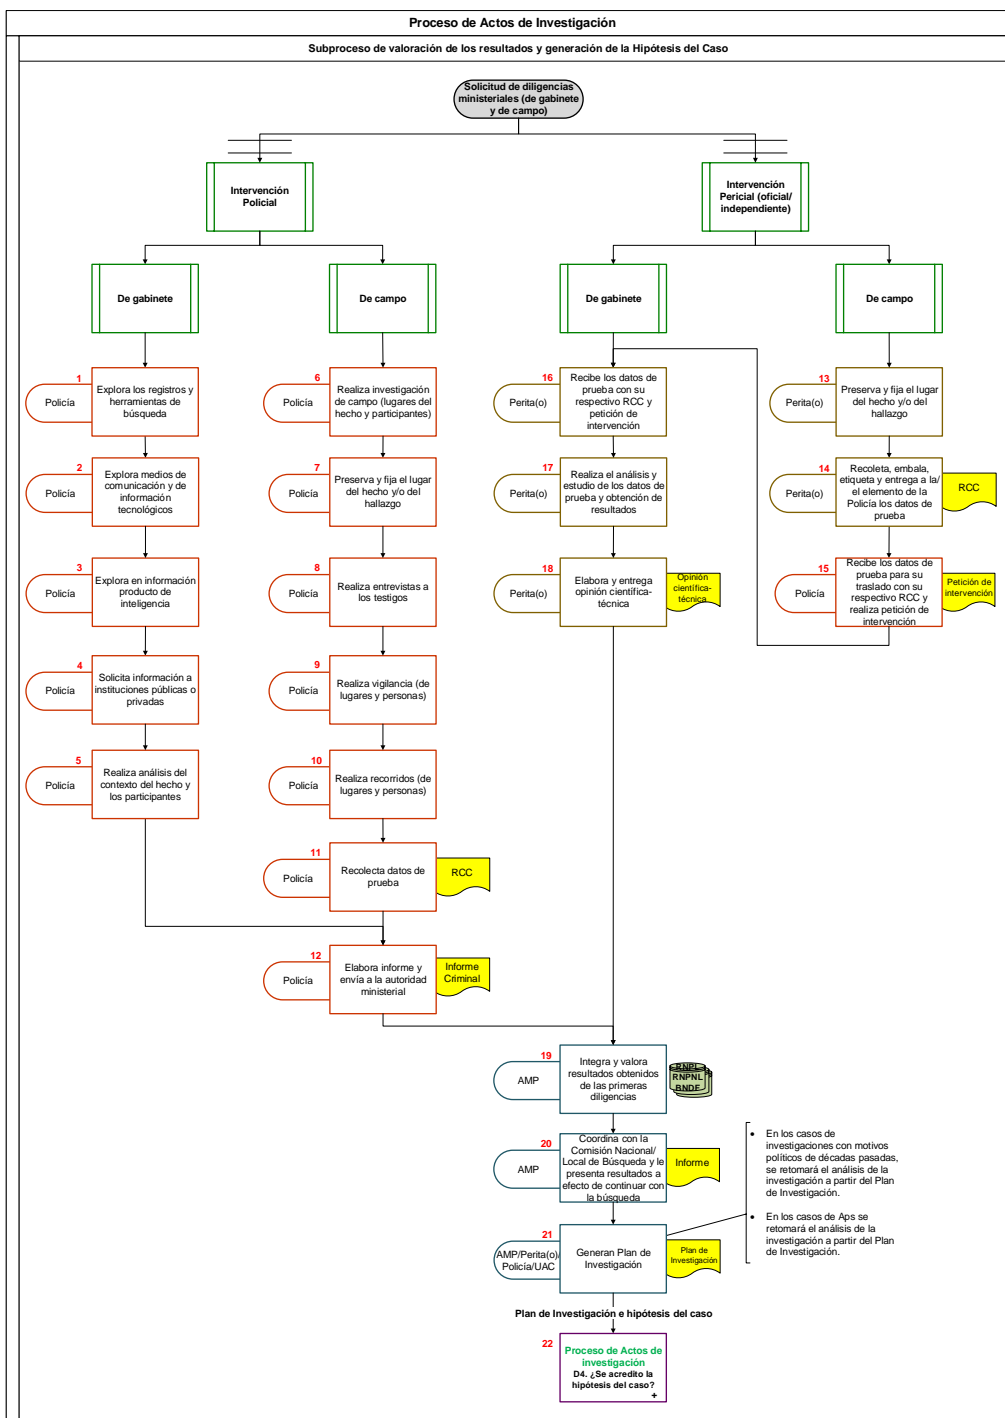 Proceso de Actos de Investigación
Subproceso de valoración de los resultados y generación de la Hipótesis del Caso
Solicitud de diligencias
ministeriales (de gabinete
y de campo)
Intervención
Policial
Intervención
Pericial (oficial/
independiente)
De gabinete
De campo
De gabinete
De campo
1
Policía
Explora los registros y
herramientas de
búsqueda
2
Policía
Explora medios de
comunicación y de
información
tecnológicos
3
Policía
Explora en información
producto de
inteligencia
4
Policía
Solicita información a
instituciones públicas o
privadas
5
Policía
Realiza análisis del
contexto del hecho y
los participantes
6
Policía
Realiza investigación
de campo (lugares del
hecho y participantes)
7
Policía
Preserva y fija el lugar
del hecho y/o del
hallazgo
8
Policía
Realiza entrevistas a
los testigos
9
Policía
Realiza vigilancia (de
lugares y personas)
10
Policía
Realiza recorridos (de
lugares y personas)
11
Policía
Recolecta datos de
prueba
RCC
12
Policía
Elabora informe y
envía a la autoridad
ministerial
Informe
Criminal
16
Perita(o)
Recibe los datos de
prueba con su
respectivo RCC y
petición de
intervención
17
Perita(o)
Realiza el análisis y
estudio de los datos de
prueba y obtención de
resultados
18
Perita(o)
Elabora y entrega
opinión científica-
técnica
Opinión
científica-
técnica
13
Perita(o)
Preserva y fija el lugar
del hecho y/o del
hallazgo
14
Perita(o)
Recoleta, embala,
etiqueta y entrega a la/
el elemento de la
Policía los datos de
prueba
RCC
15
Policía
Recibe los datos de
prueba para su
traslado con su
respectivo RCC y
realiza petición de
intervención
Petición de
intervención
19
AMP
Integra y valora
resultados obtenidos
de las primeras
diligencias
RNPL
RNPNL
BNDF
20
AMP
Coordina con la
Comisión Nacional/
Local de Búsqueda y le
presenta resultados a
efecto de continuar con
la búsqueda
Informe
21
AMP/Perita(o)/
Policía/UAC
Generan Plan de
Investigación
Plan de
Investigación
• En los casos de
investigaciones con motivos
políticos de décadas pasadas,
se retomará el análisis de la
investigación a partir del Plan
de Investigación.
• En los casos de Aps se
retomará el análisis de la
investigación a partir del Plan
de Investigación.
Plan de Investigación e hipótesis del caso
22
Proceso de Actos de
investigación
D4. ¿Se acredito la
hipótesis del caso?
+